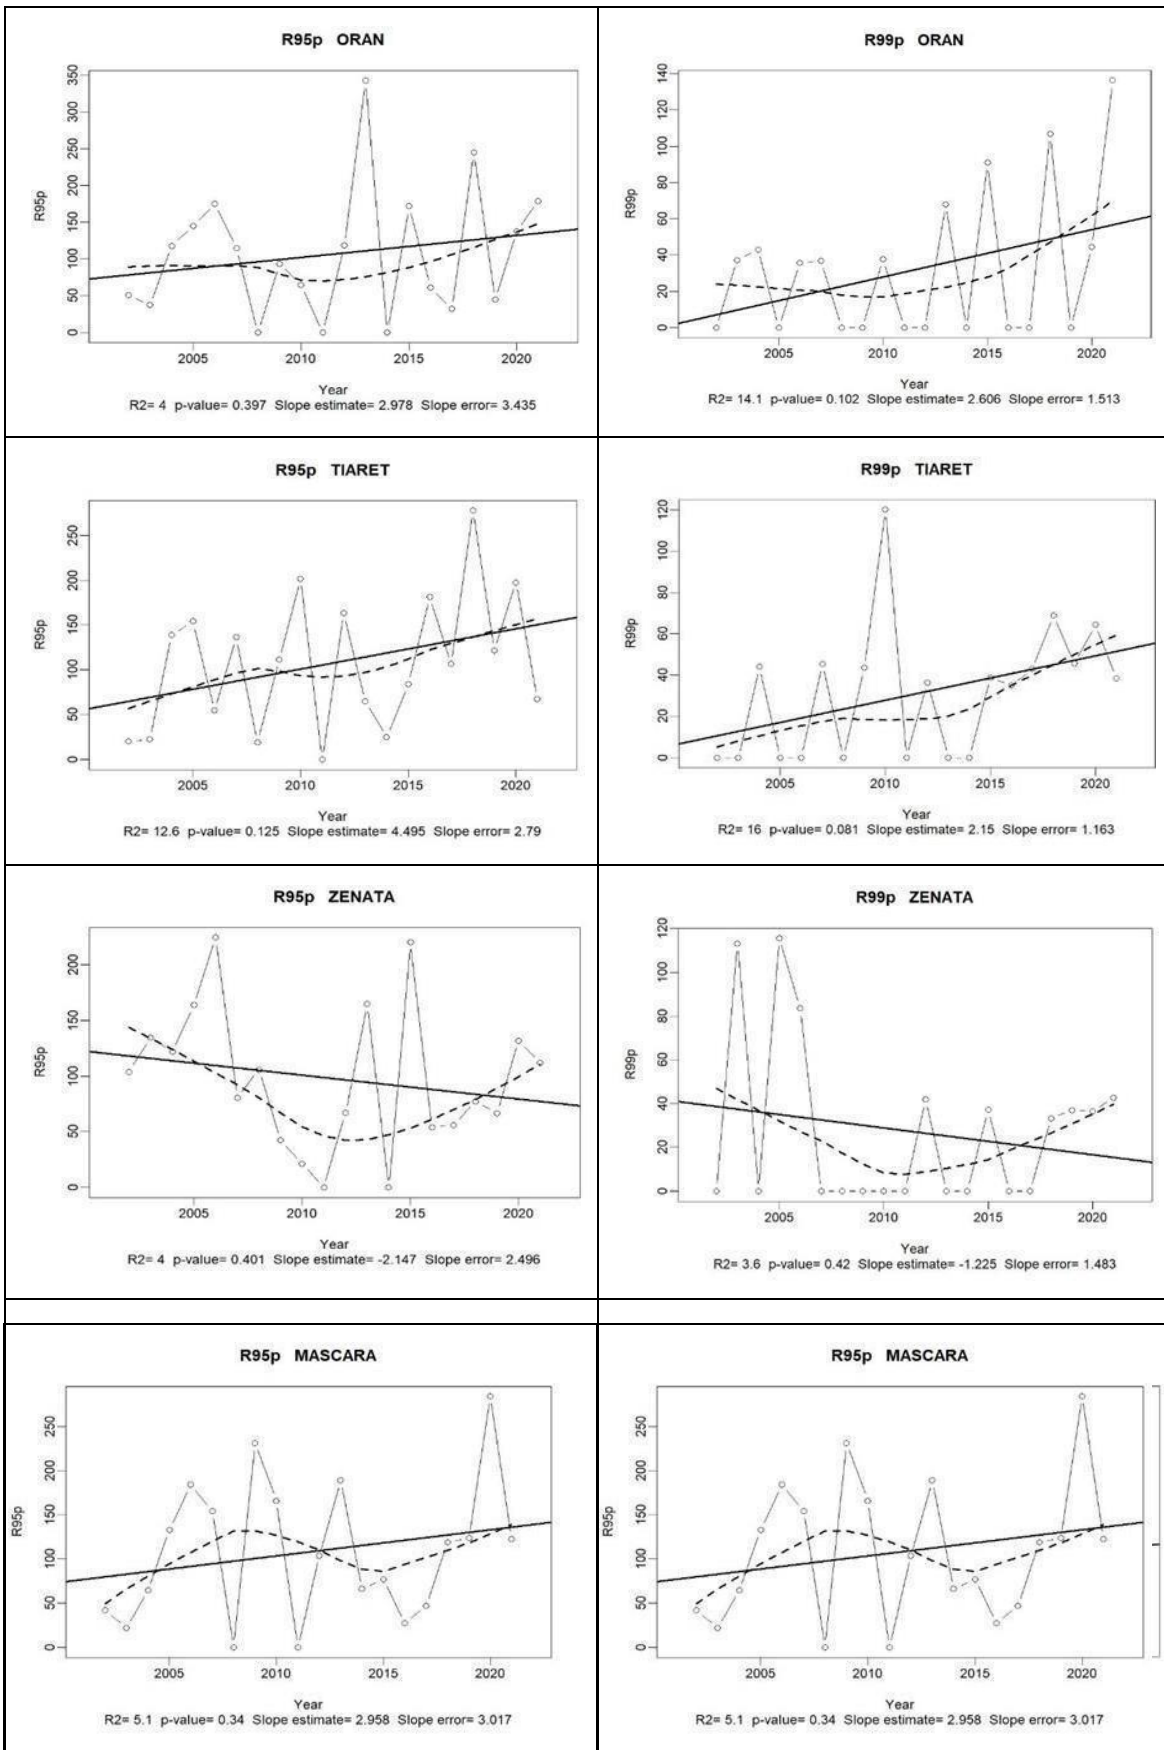 R95p ORAN
350
300
250
200
150
100
50
0
R95p
2005 2010 2015 2020
Year
R2= 4 p-value= 0.397 Slope estimate= 2.978 Slope error= 3.435
R99p ORAN
140
120
100
80
60
40
20
0
R99p
2005 2010 2015 2020
Year
R2= 14.1 p-value= 0.102 Slope estimate= 2.606 Slope error= 1.513
R95p TIARET
250
200
150
100
50
0
R95p
2005 2010 2015 2020
Year
R2= 12.6 p-value= 0.125 Slope estimate= 4.495 Slope error= 2.79
R99p TIARET
120
100
80
60
40
20
0
R99p
2005 2010 2015 2020
Year
R2= 16 p-value= 0.081 Slope estimate= 2.15 Slope error= 1.163
R95p ZENATA
200
150
100
50
0
R95p
2005 2010 2015 2020
Year
R2= 4 p-value= 0.401 Slope estimate= -2.147 Slope error= 2.496
R99p ZENATA
120
100
80
60
40
20
0
R99p
2005 2010 2015 2020
Year
R2= 3.6 p-value= 0.42 Slope estimate= -1.225 Slope error= 1.483
R95p MASCARA
250
200
150
100
50
0
R95p
2005 2010 2015 2020
Year
R2= 5.1 p-value= 0.34 Slope estimate= 2.958 Slope error= 3.017
R95p MASCARA
250
200
150
100
50
0
R95p
2005 2010 2015 2020
Year
R2= 5.1 p-value= 0.34 Slope estimate= 2.958 Slope error= 3.017